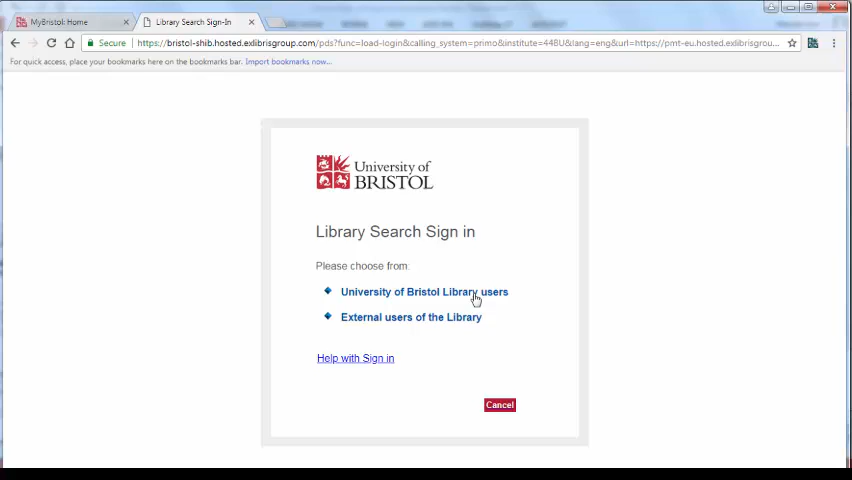 MyBristol: Home
Library Search Sign-In
Secure
https://bristol-shib.hosted.exlibrisgroup.com/pds?func=load-login&calling_system=primo&institute=44BU&lang=eng&url=https://pmt-eu.hosted.exlibrisgrou...
For quick access, place your bookmarks here on the bookmarks bar. Import bookmarks now...
University of
BRISTOL
Library Search Sign in
Please choose from:
University of Bristol Library users
External users of the Library
Help with Sign in
Cancel